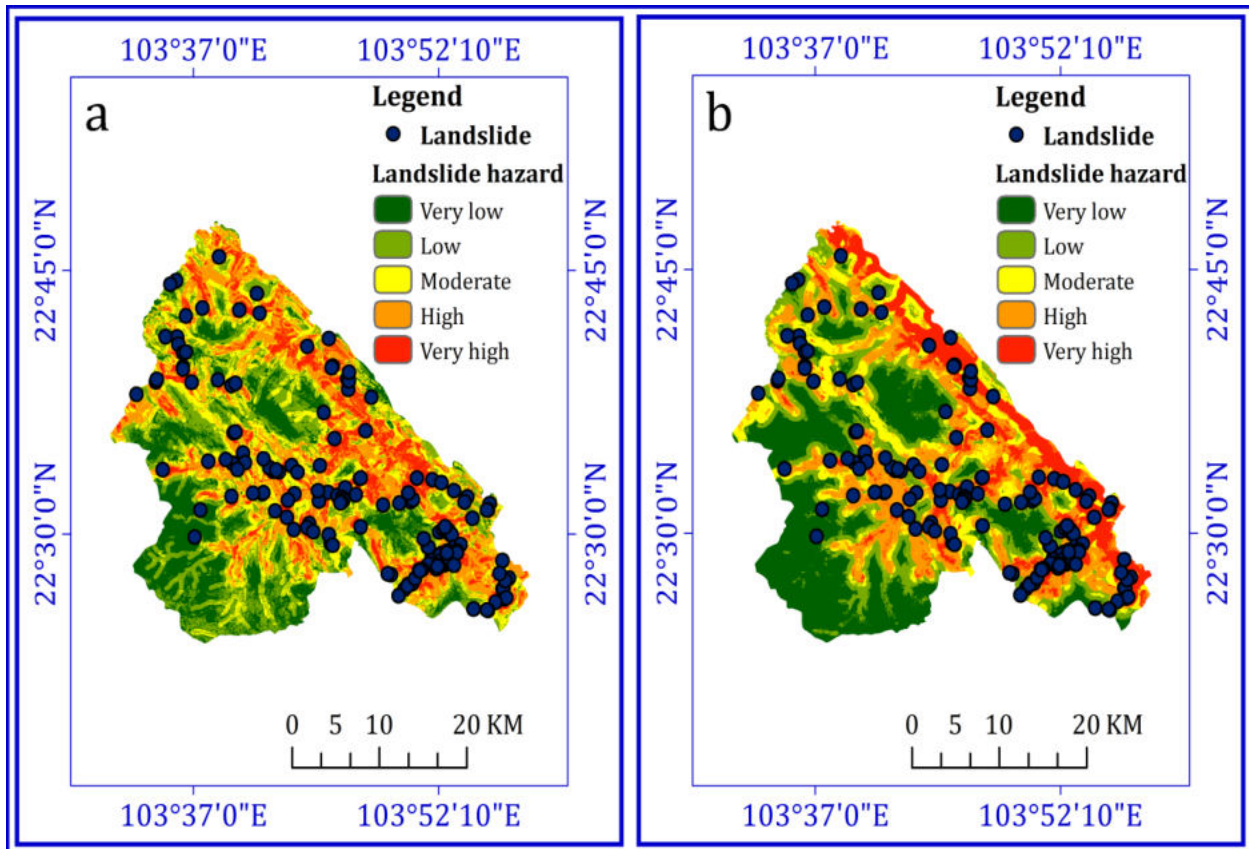 103°37'0"E 103°52'10"E
a
Legend
Landslide
Landslide hazard
Very low
Low
Moderate
High
Very high
22°45'0"N 22°45'0"N
22°30'0"N 22°30'0"N
0 5 10 20 KM
103°37'0"E 103°52'10"E
103°37'0"E 103°52'10"E
b
Legend
Landslide
Landslide hazard
Very low
Low
Moderate
High
Very high
22°45'0"N 22°45'0"N
22°30'0"N 22°30'0"N
0 5 10 20 KM
103°37'0"E 103°52'10"E